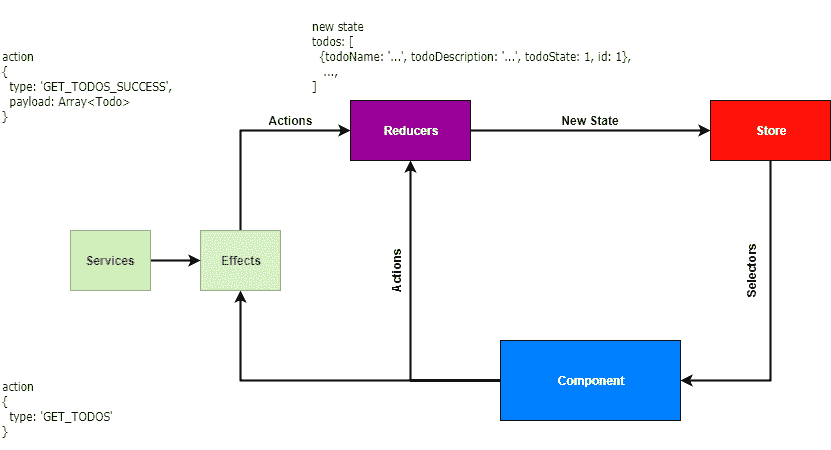 new state
todos: [
{todoName: '...', todoDescription: '...', todoState: 1, id: 1},
...,
]
action
{
type: 'GET_TODOS_SUCCESS',
payload: Array<Todo>
}
Actions
Reducers
New State
Store
Services
Effects
Actions
Selectors
Component
action
{
type: 'GET_TODOS'
}